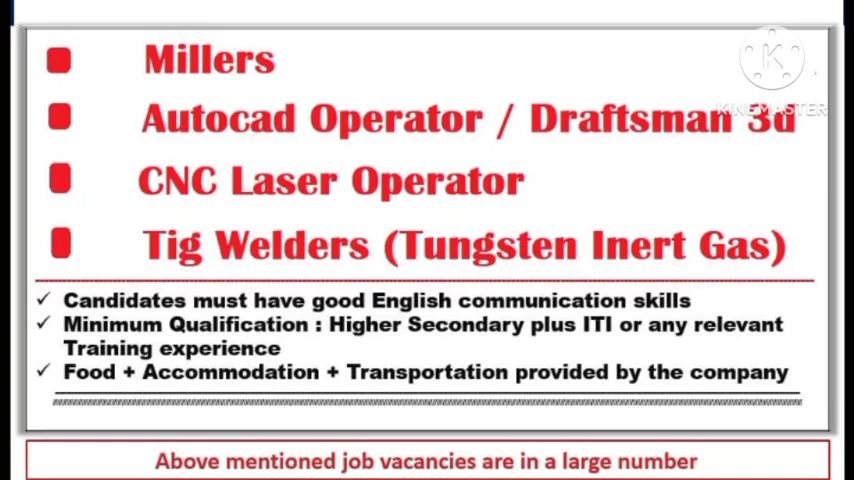 Millers
Autocad Operator / Draftsman 3d
CNC Laser Operator
Tig Welders (Tungsten Inert Gas)
Candidates must have good English communication skills
Minimum Qualification : Higher Secondary plus ITI or any relevant
Training experience
Food + Accommodation + Transportation provided by the company
Above mentioned job vacancies are in a large number
K
KINEMASTER